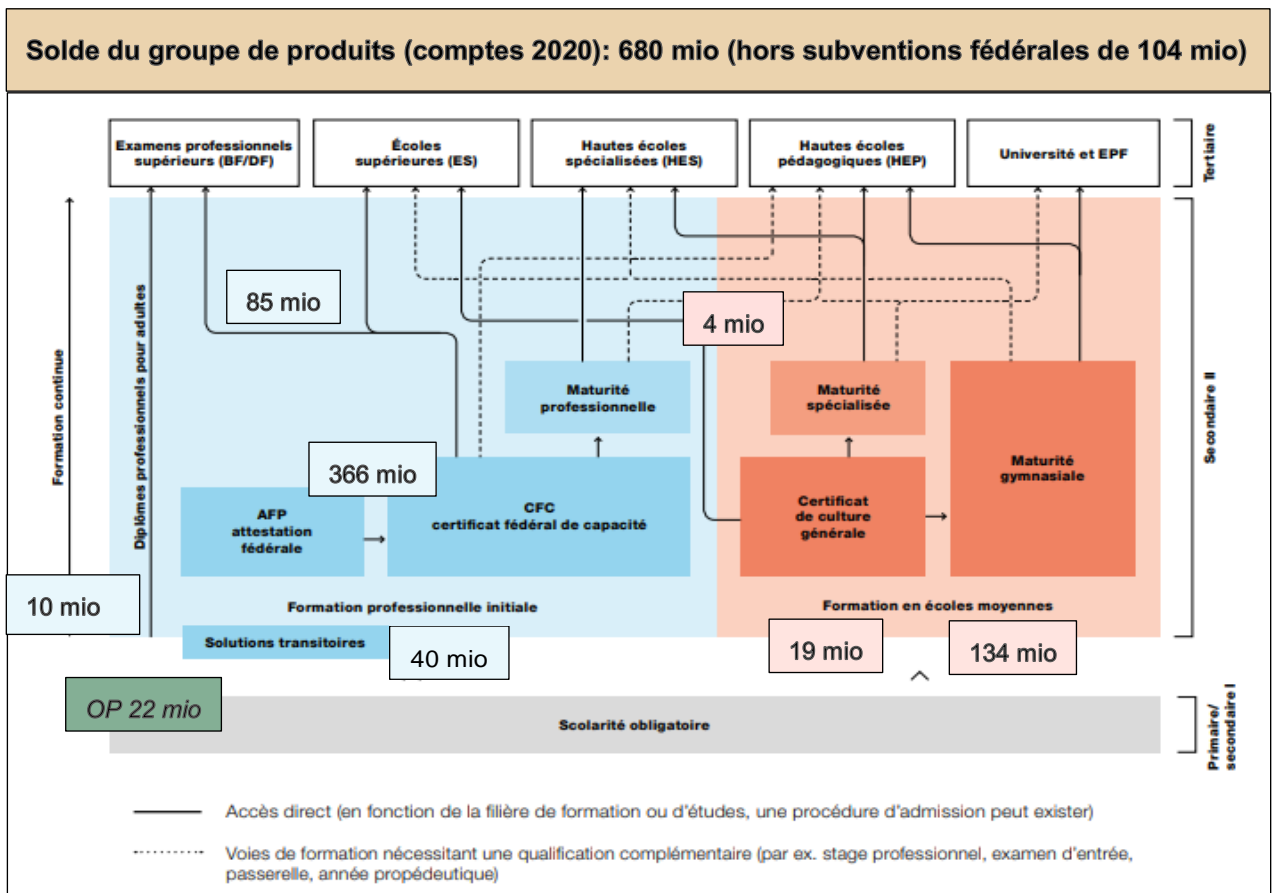 Solde du groupe de produits (comptes 2020): 680 mio (hors subventions fédérales de 104 mio)
Examens professionnels
supérieurs (BF/DF)
Écoles
supérieures (ES)
Hautes écoles
spécialisées (HES)
Hautes écoles
pédagogiques (HEP)
Université et EPF
Tertiaire
Formation continue
Diplômes professionnels pour adultes
85 mio
4 mio
Maturité
professionnelle
Maturité
spécialisée
Secondaire II
366 mio
AFP
attestation
fédérale
CFC
certificat fédéral de capacité
Certificat
de culture
générale
Maturité
gymnasiale
10 mio
Formation professionnelle initiale
Formation en écoles moyennes
Solutions transitoires
40 mio
19 mio
134 mio
OP 22 mio
Scolarité obligatoire
Primaire/
secondaire I
Accès direct (en fonction de la filière de formation ou d'études, une procédure d'admission peut exister)
Voies de formation nécessitant une qualification complémentaire (par ex. stage professionnel, examen d'entrée,
passerelle, année propédeutique)